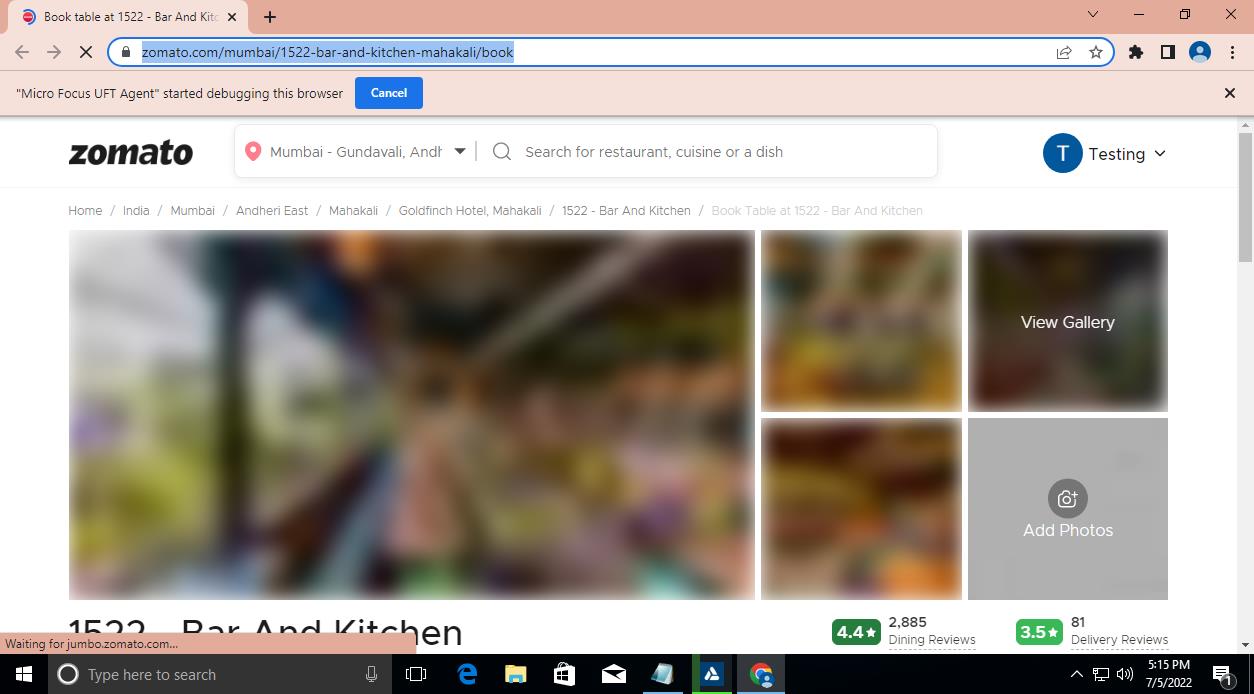 Book table at 1522 - Bar And Kitc
zomato.com/mumbai/1522-bar-and-kitchen-mahakali/book
"Micro Focus UFT Agent" started debugging this browser
Cancel
zomato
Mumbai - Gundavali, Andh
Search for restaurant, cuisine or a dish
T
Testing
Home / India / Mumbai / Andheri East / Mahakali / Goldfinch Hotel, Mahakali / 1522 - Bar And Kitchen / Book Table at 1522 - Bar And Kitchen
View Gallery
Add Photos
1522 - Bar And Kitchen
4.4★
2,885
Dining Reviews
3.5★
81
Delivery Reviews
Waiting for jumbo.zomato.com...
Type here to search
5:15 PM
7/5/2022
1